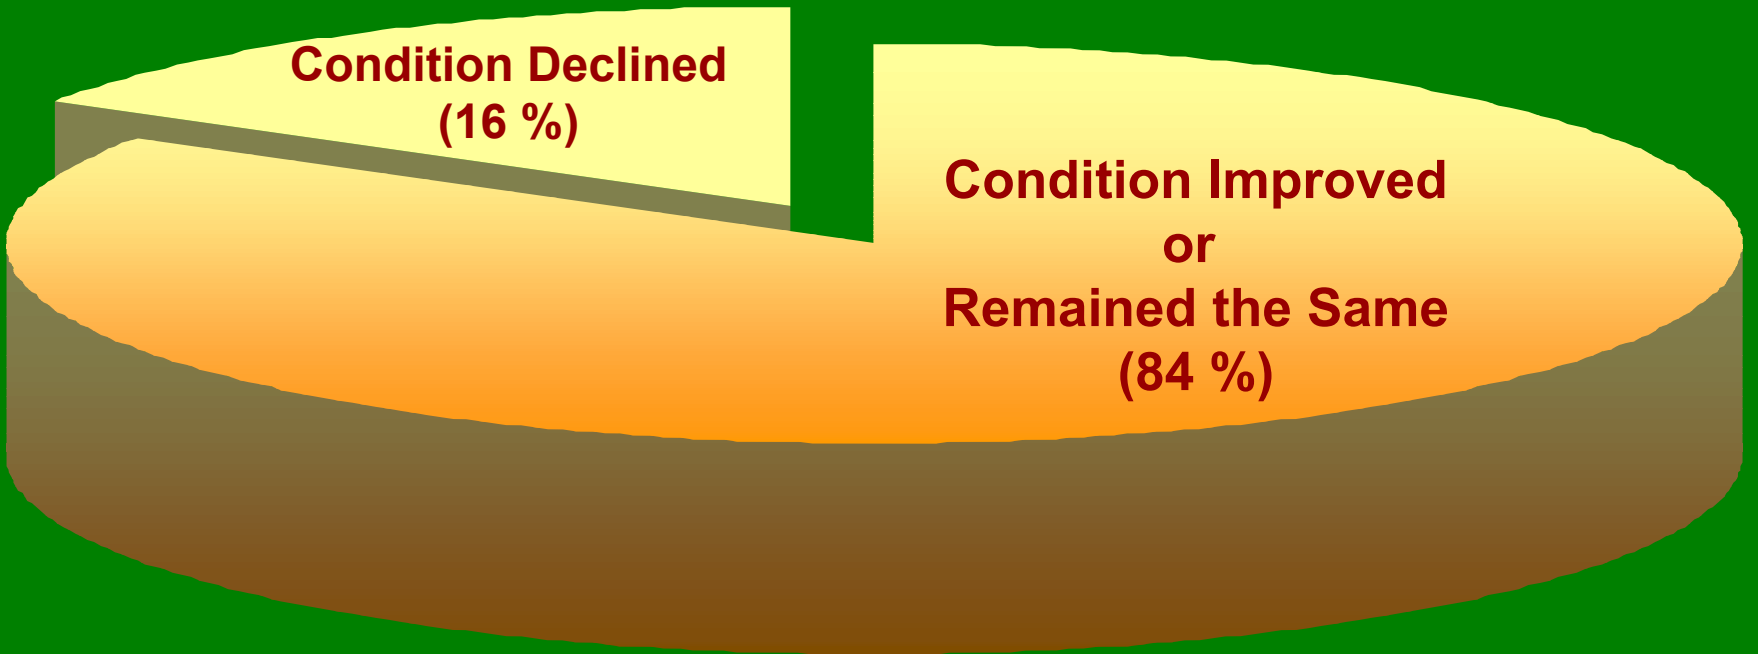 Condition Declined
(16 %)
Condition Improved
or
Remained the Same
(84 %)